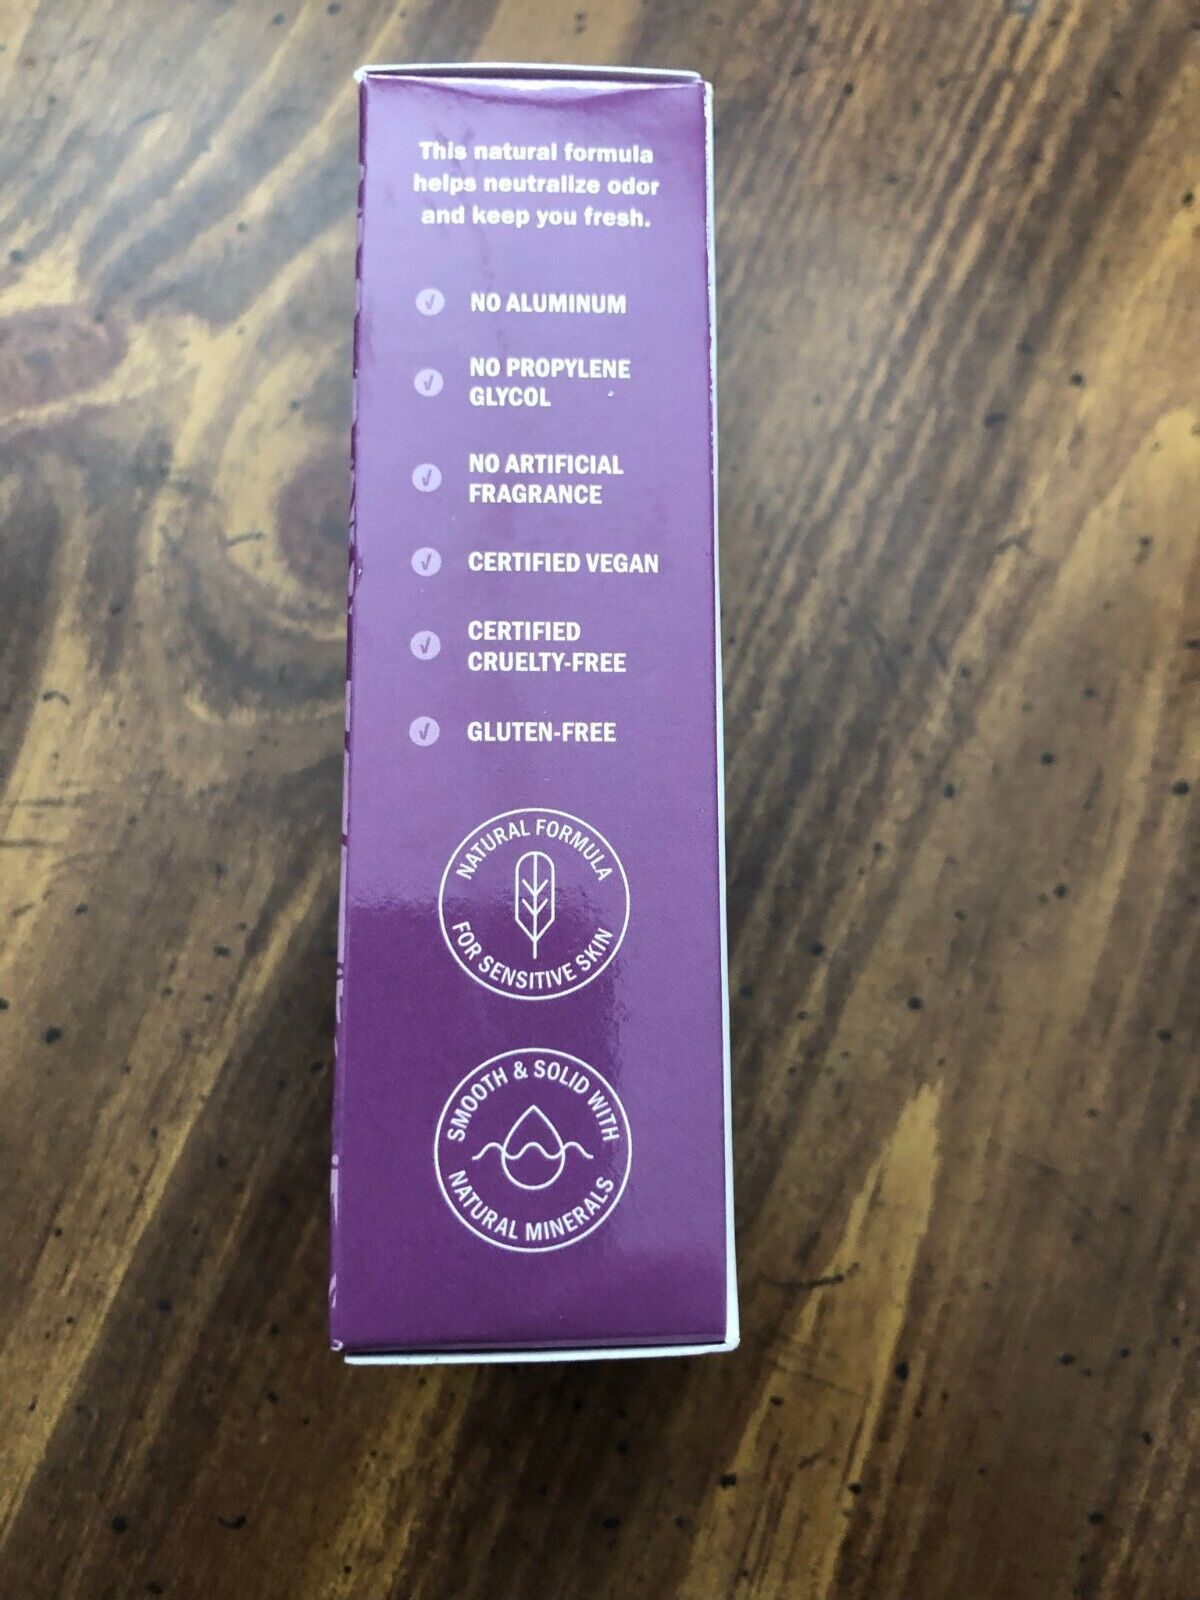 This natural formula
helps neutralize odor
and keep you fresh.
NO ALUMINUM
NO PROPYLENE
GLYCOL
NO ARTIFICIAL
FRAGRANCE
CERTIFIED VEGAN
CERTIFIED
CRUELTY-FREE
GLUTEN-FREE
NATURAL FORMULA
FOR SENSITIVE SKIN
SMOOTH & SOLID WITH
NATURAL MINERALS